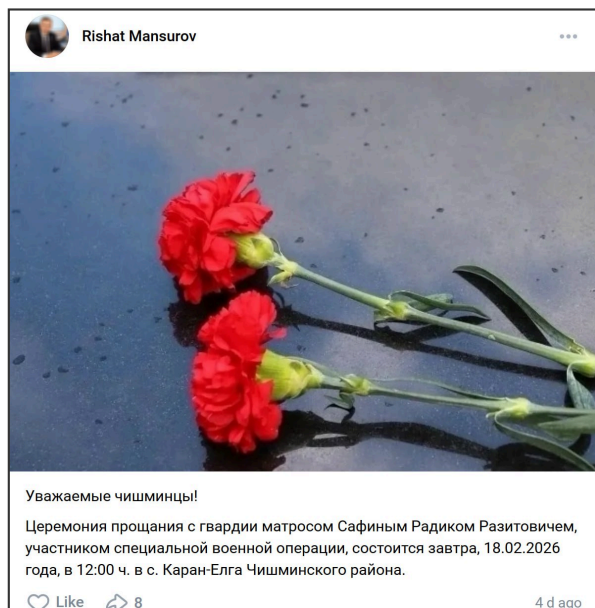 Rishat Mansurov
Уважаемые чишминцы!
Церемония прощания с гвардии матросом Сафиным Радиком Разитовичем,
участником специальной военной операции, состоится завтра, 18.02.2026
года, в 12:00 ч. в с. Каран-Елга Чишминского района.
Like 8 4 d ago